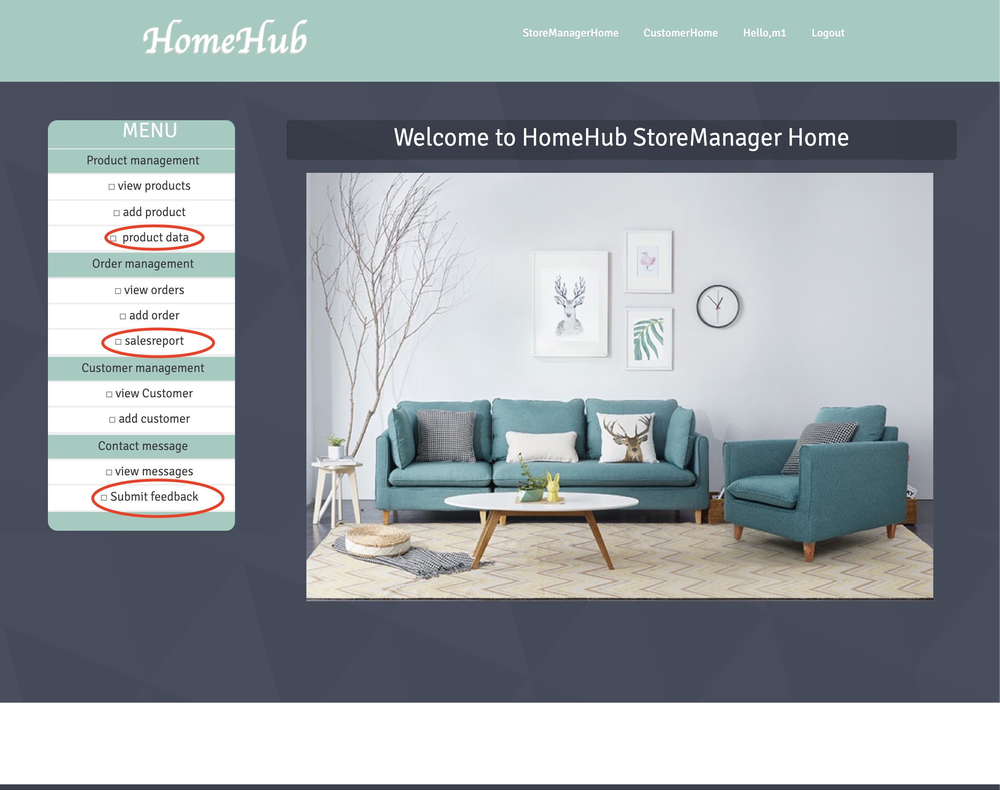 HomeHub
StoreManagerHome CustomerHome Hello,m1 Logout
MENU
Product management
view products
add product
product data
Order management
view orders
add order
salesreport
Customer management
view Customer
add customer
Contact message
view messages
Submit feedback
Welcome to HomeHub StoreManager Home